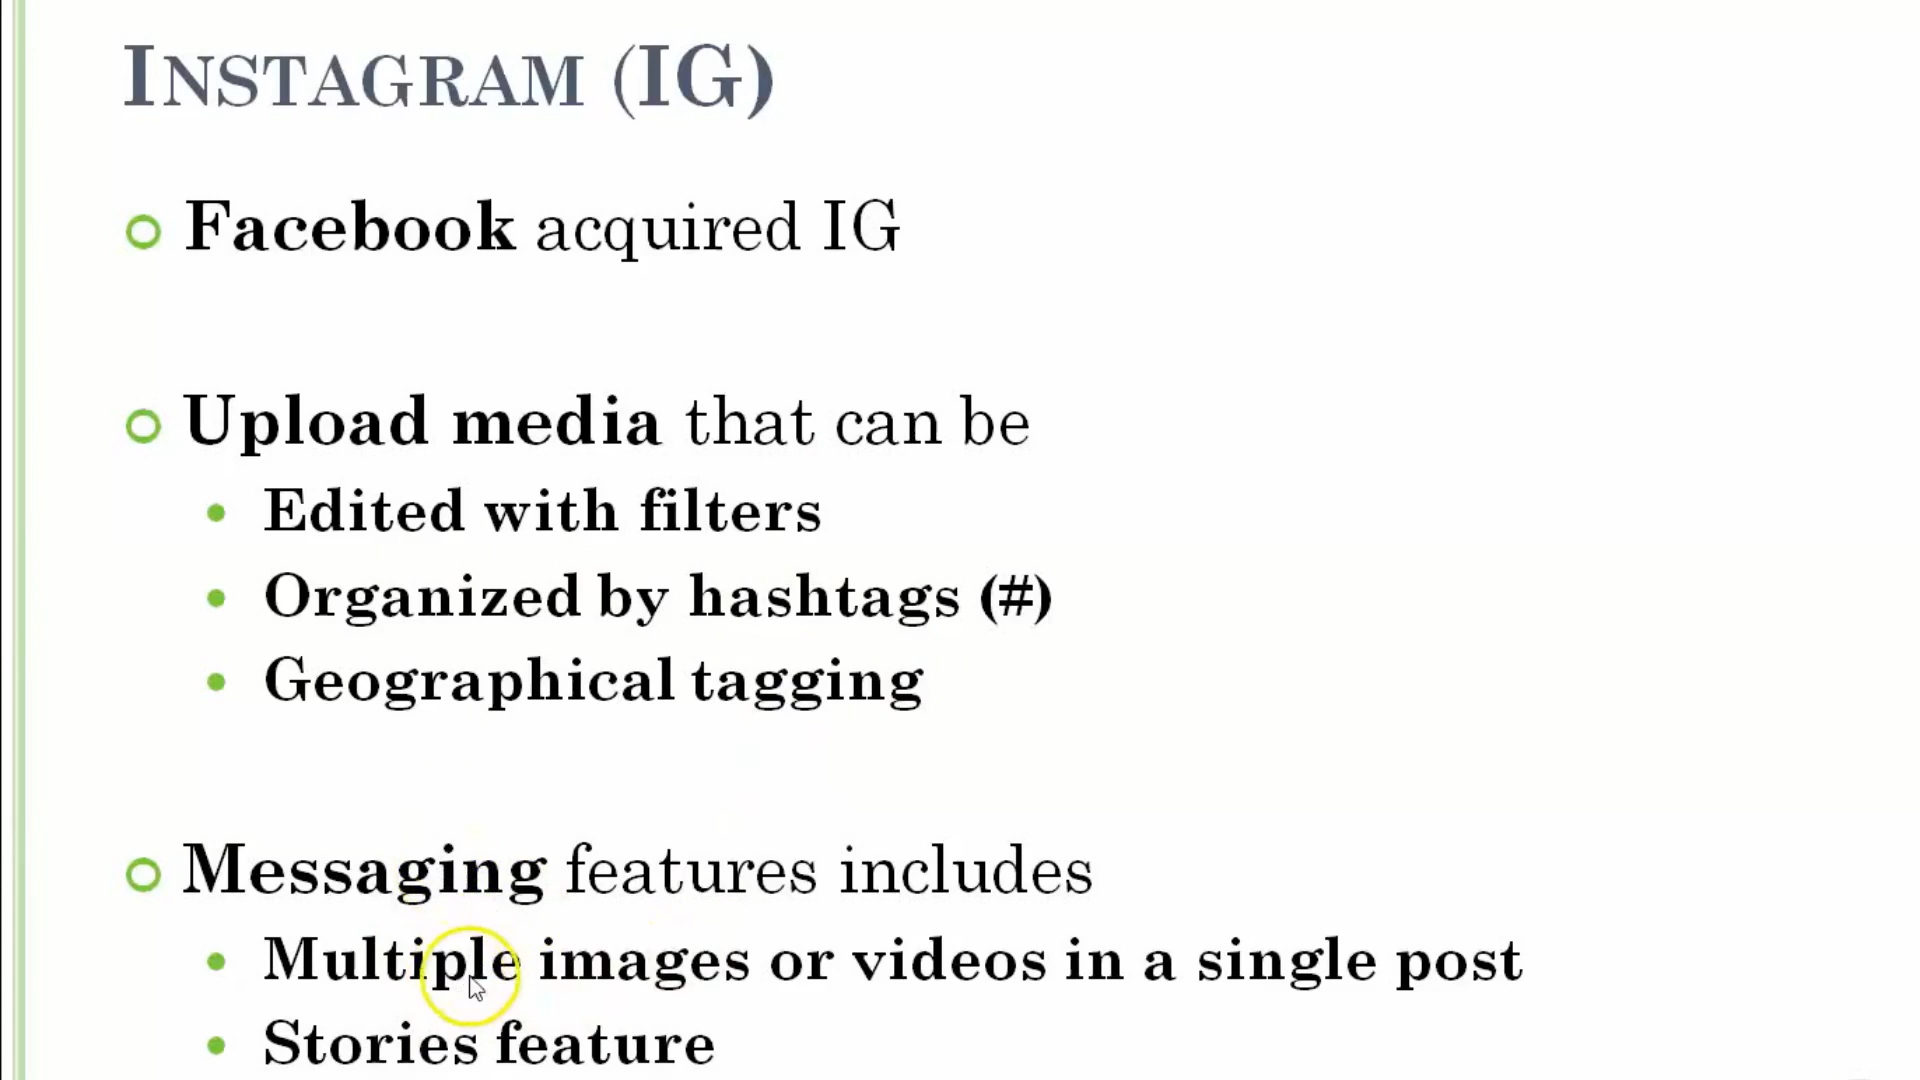 INSTAGRAM (IG)
Facebook acquired IG
Upload media that can be
Edited with filters
Organized by hashtags (#)
Geographical tagging
Messaging features includes
Multiple images or videos in a single post
Stories feature